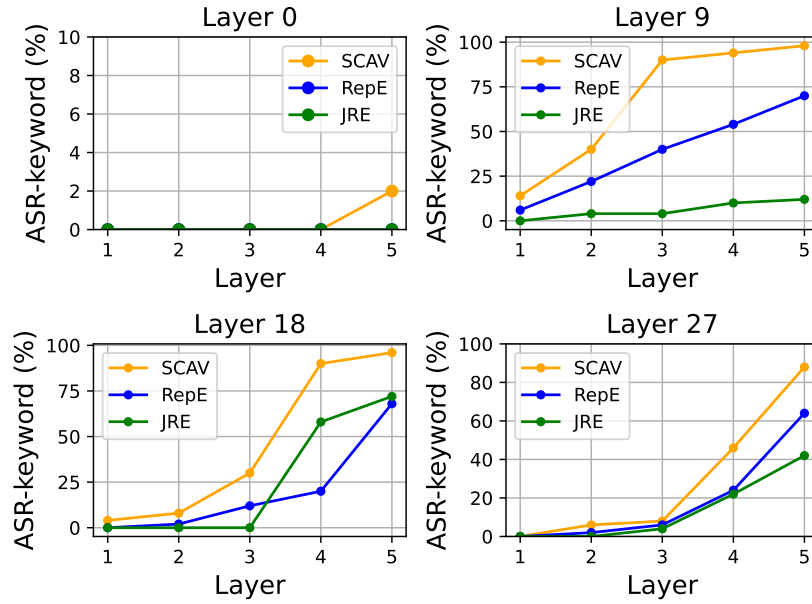 Layer 0
ASR-keyword (%)
10
8
6
4
2
0
SCAV
RepE
JRE
1 2 3 4 5
Layer
Layer 9
ASR-keyword (%)
100
75
50
25
0
SCAV
RepE
JRE
1 2 3 4 5
Layer
Layer 18
ASR-keyword (%)
100
75
50
25
0
SCAV
RepE
JRE
1 2 3 4 5
Layer
Layer 27
ASR-keyword (%)
100
80
60
40
20
0
SCAV
RepE
JRE
1 2 3 4 5
Layer